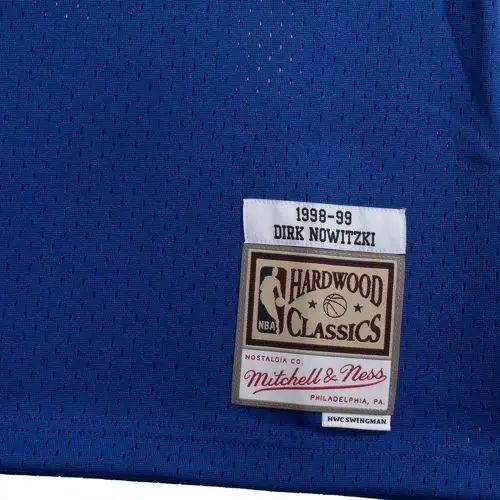 1998-99
DIRK NOWITZKI
NBA
HARDWOOD
CLASSICS
NOSTALGIA CO.
Mitchell & Ness
PHILADELPHIA, PA.
HWC SWINGMAN